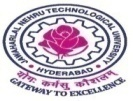 JAWAHARLAL NEHRU TECHNOLOGICAL UNIVERSITY
HYDERABAD
योगः कर्मसु कौशलम्
GATEWAY TO EXCELLENCE